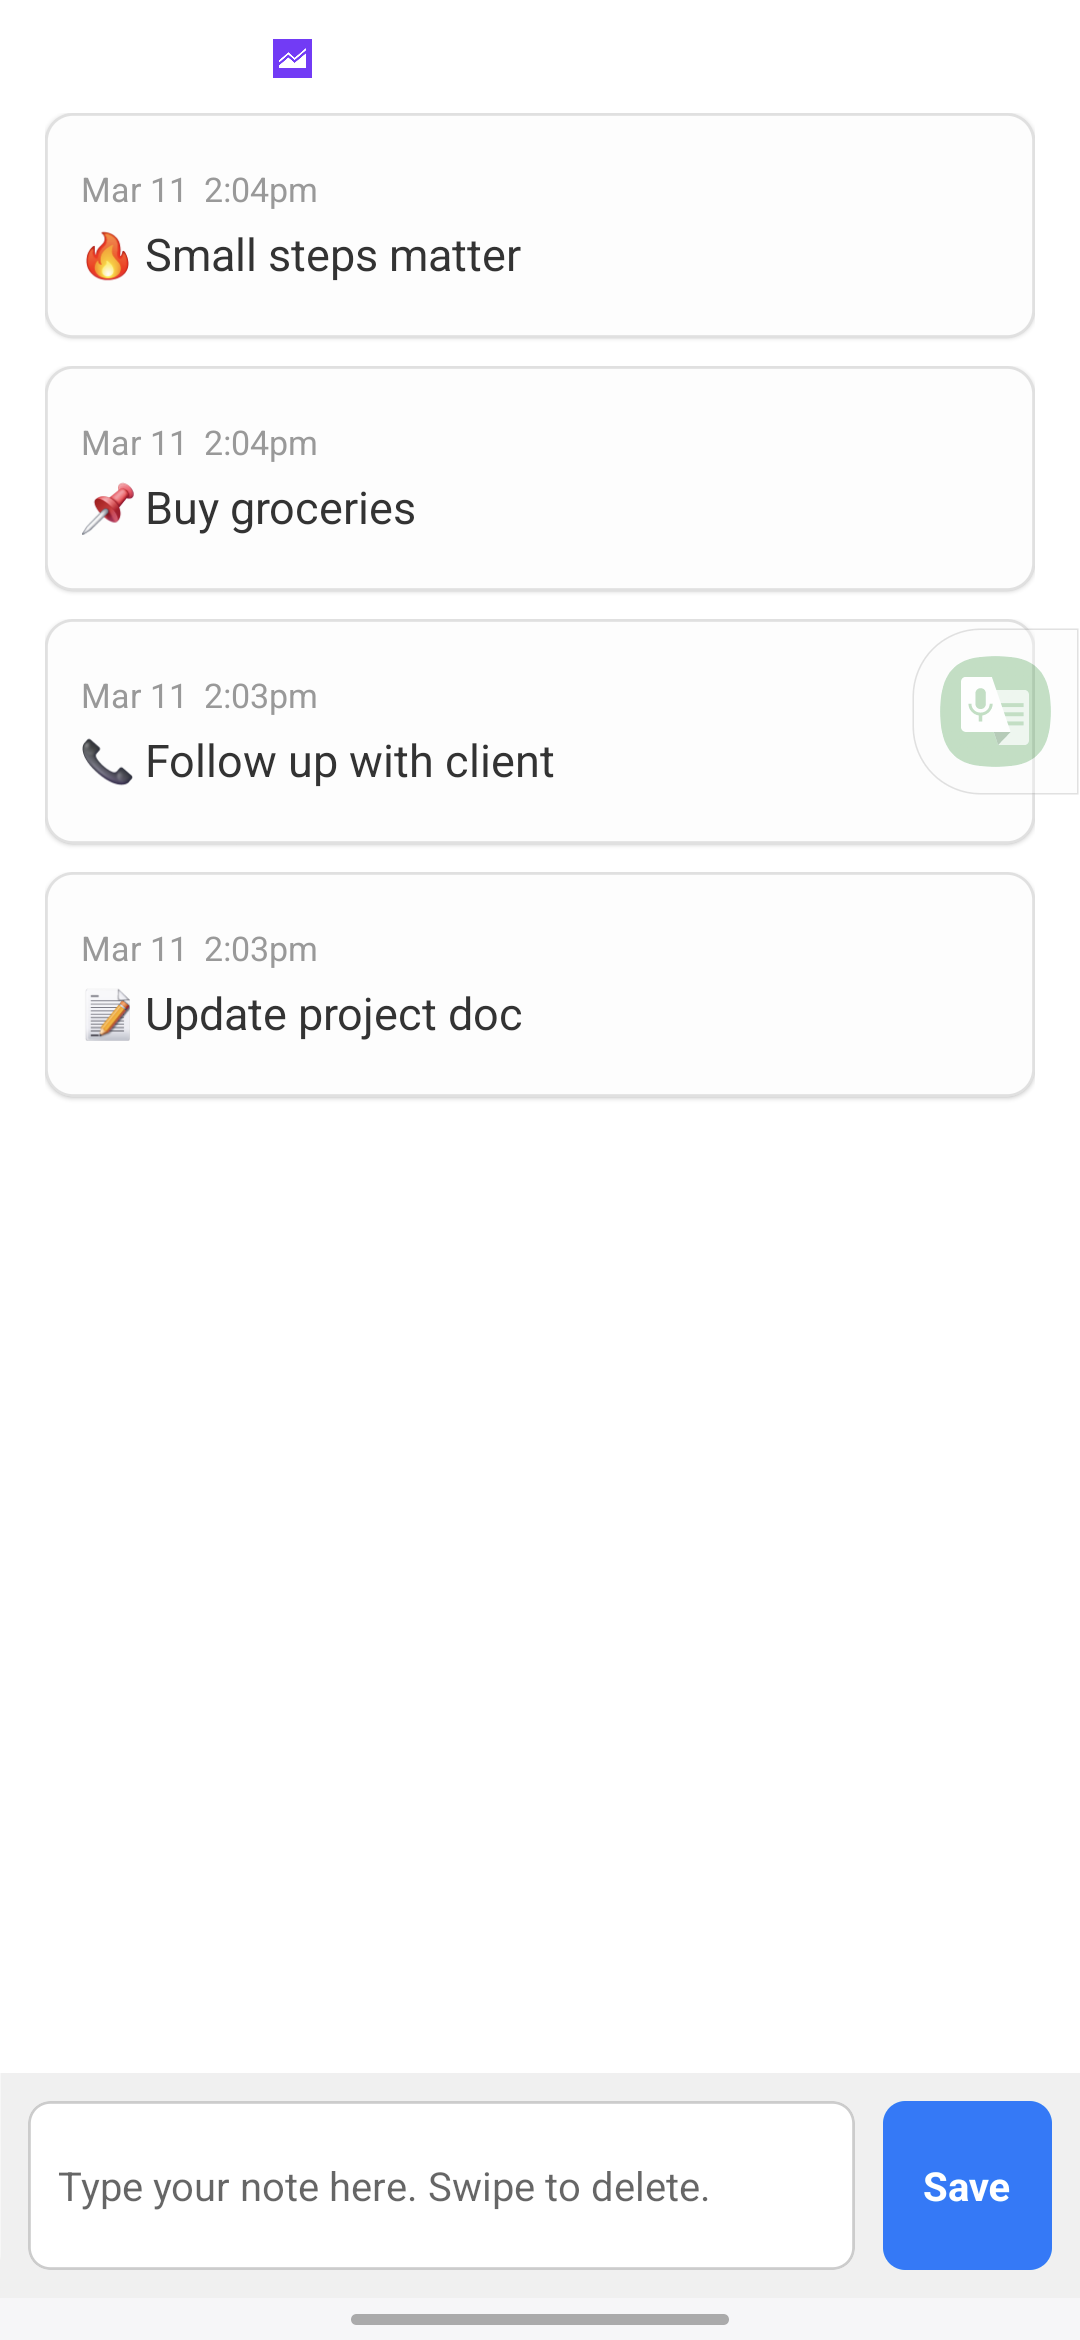 Mar 11 2:04pm
🔥 Small steps matter
Mar 11 2:04pm
📌 Buy groceries
Mar 11 2:03pm
📞 Follow up with client
Mar 11 2:03pm
📝 Update project doc
Type your note here. Swipe to delete.
Save